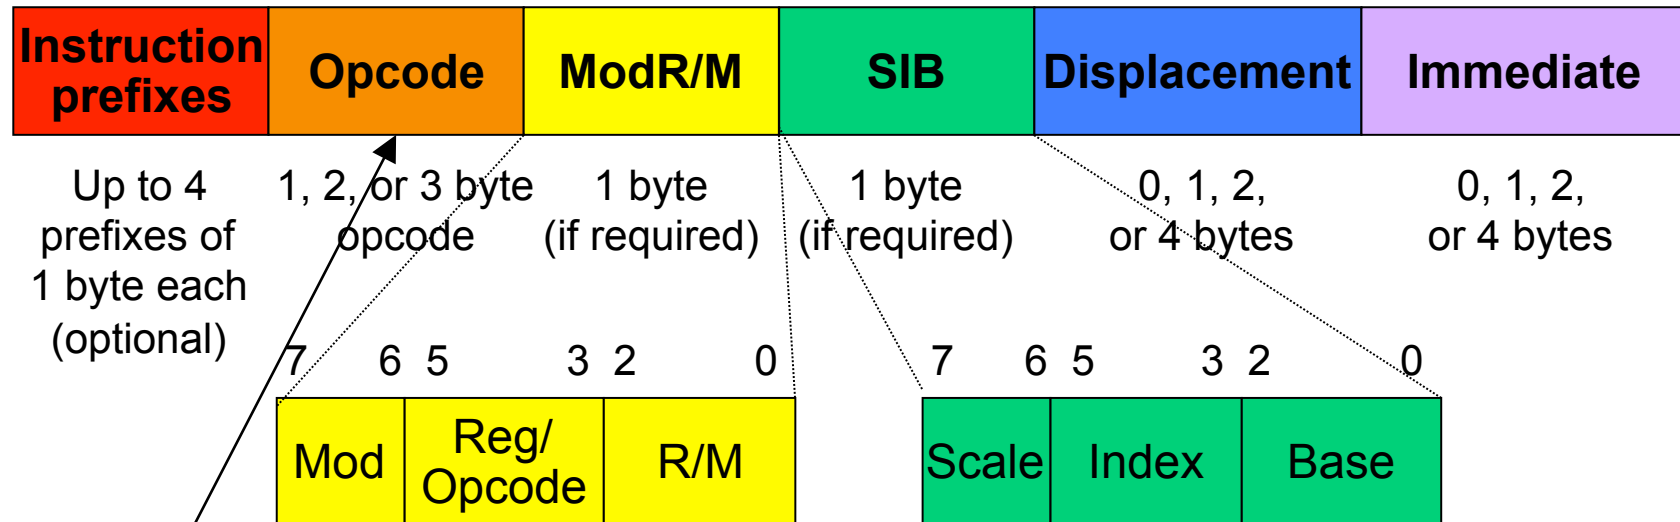 Instruction
prefixes
Opcode
ModR/M
SIB
Displacement
Immediate
Up to 4
prefixes of
1 byte each
(optional)
1, 2, or 3 byte
opcode
1 byte
(if required)
1 byte
(if required)
0, 1, 2,
or 4 bytes
0, 1, 2,
or 4 bytes
7 6 5 3 2 0
Mod
Reg/
Opcode
R/M
7 6 5 3 2 0
Scale
Index
Base